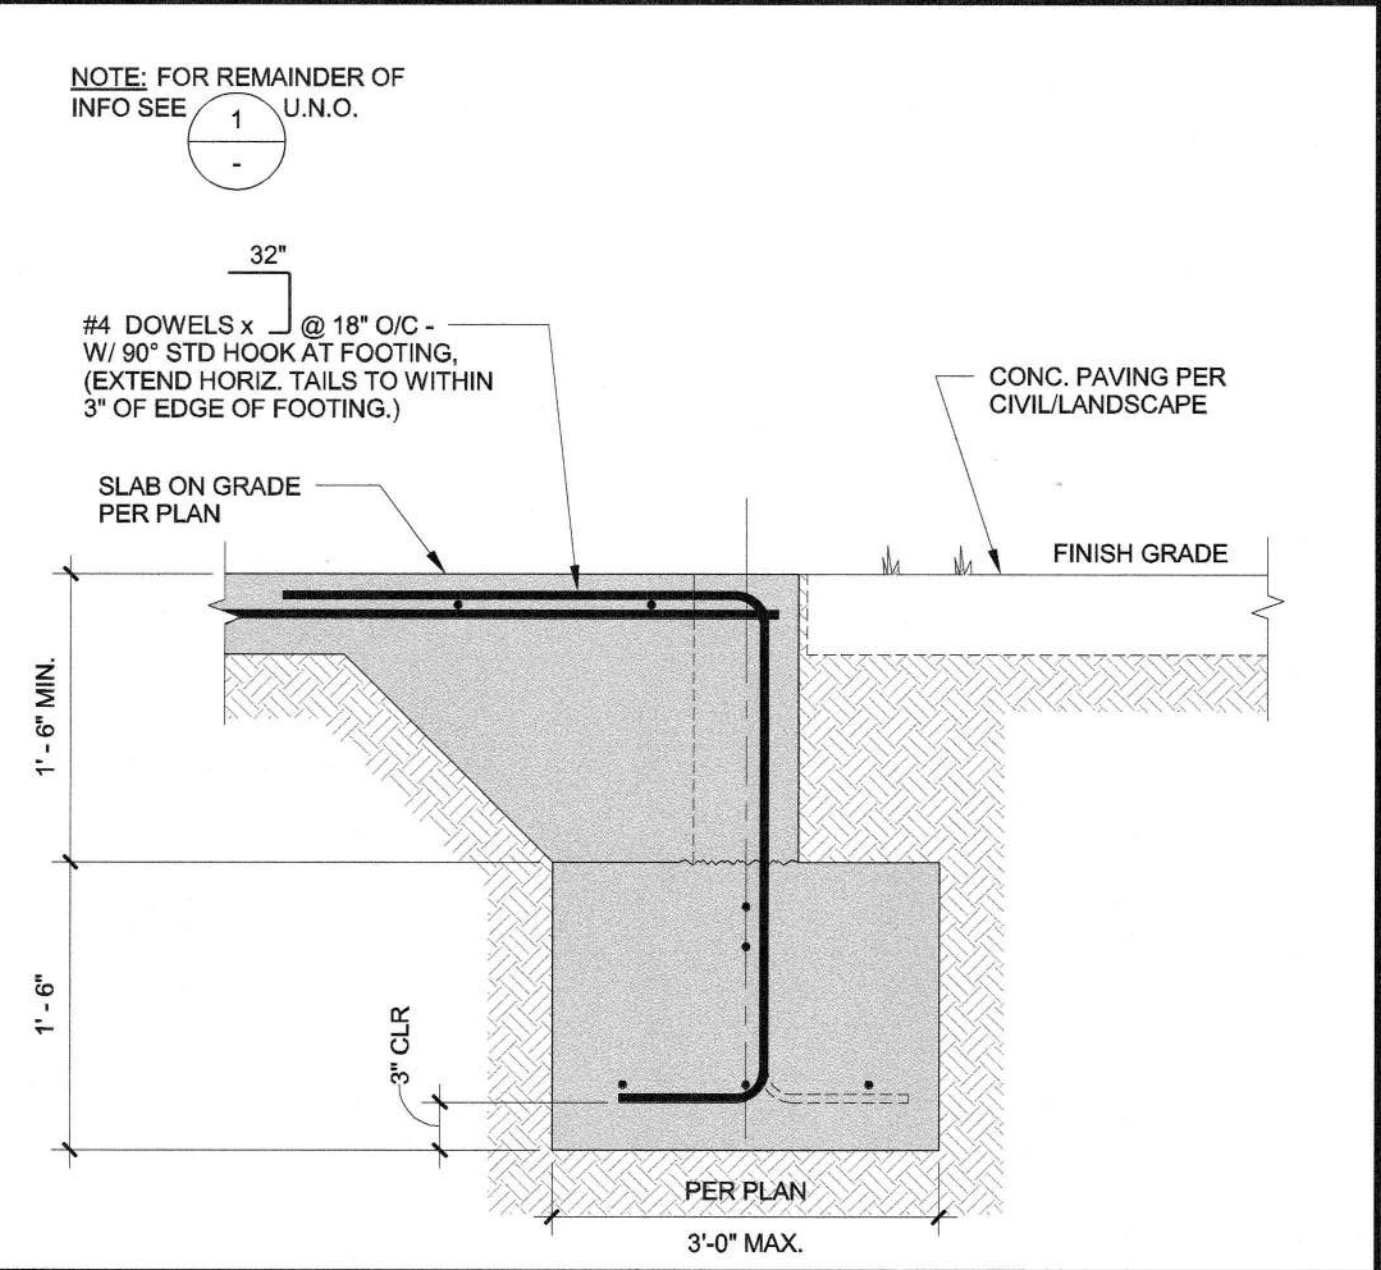 NOTE: FOR REMAINDER OF
INFO SEE 1 - U.N.O.
32"
#4 DOWELS x @ 18" O/C -
W/ 90° STD HOOK AT FOOTING,
(EXTEND HORIZ. TAILS TO WITHIN
3" OF EDGE OF FOOTING.)
CONC. PAVING PER
CIVIL/LANDSCAPE
SLAB ON GRADE
PER PLAN
FINISH GRADE
1' - 6" MIN.
1' - 6"
3" CLR
PER PLAN
3'-0" MAX.